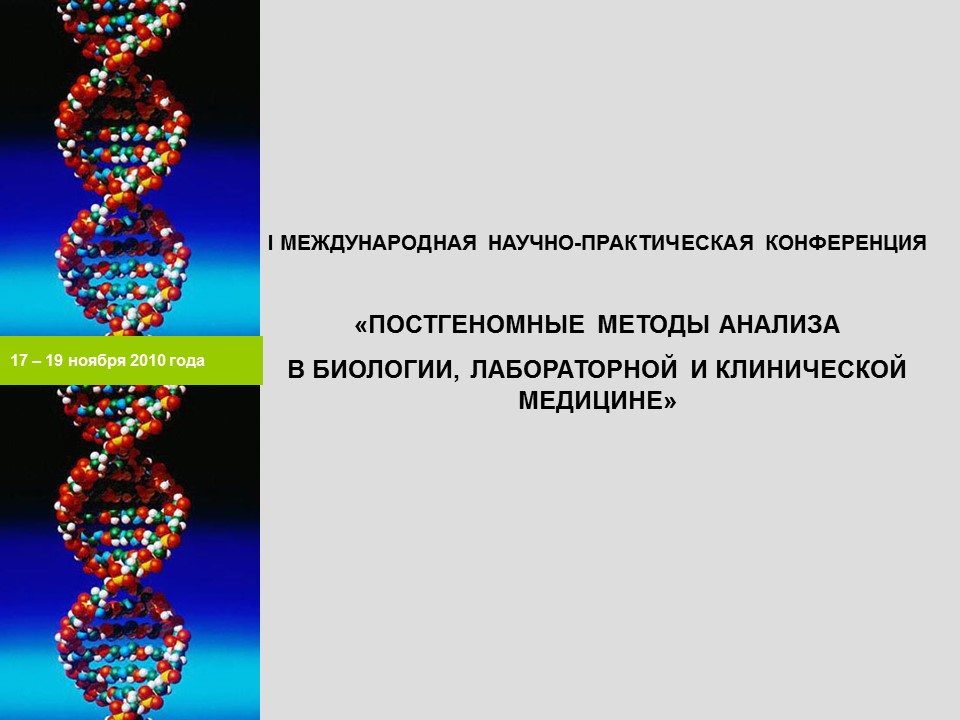 I МЕЖДУНАРОДНАЯ НАУЧНО-ПРАКТИЧЕСКАЯ КОНФЕРЕНЦИЯ
«ПОСТГЕНОМНЫЕ МЕТОДЫ АНАЛИЗА
В БИОЛОГИИ, ЛАБОРАТОРНОЙ И КЛИНИЧЕСКОЙ
МЕДИЦИНЕ»
17 – 19 ноября 2010 года